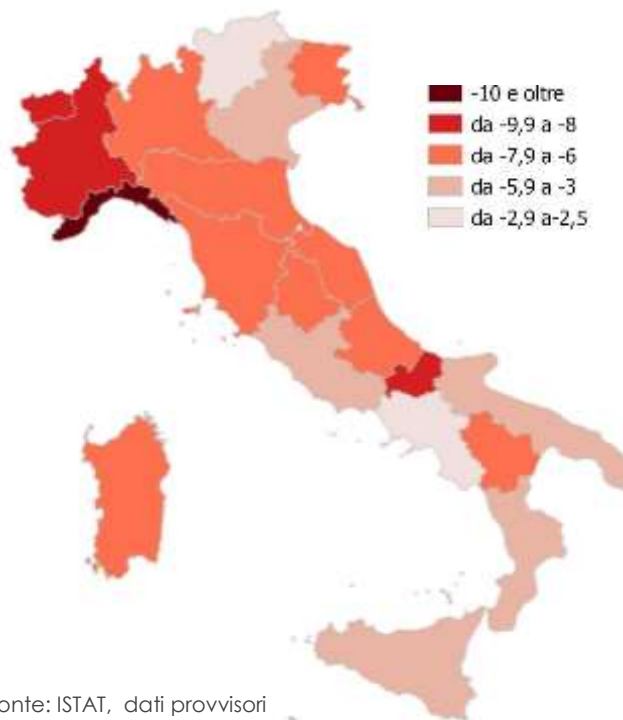 -10 e oltre
da -9,9 a -8
da -7,9 a -6
da -5,9 a -3
da -2,9 a-2,5
onte: ISTAT, dati provvisori